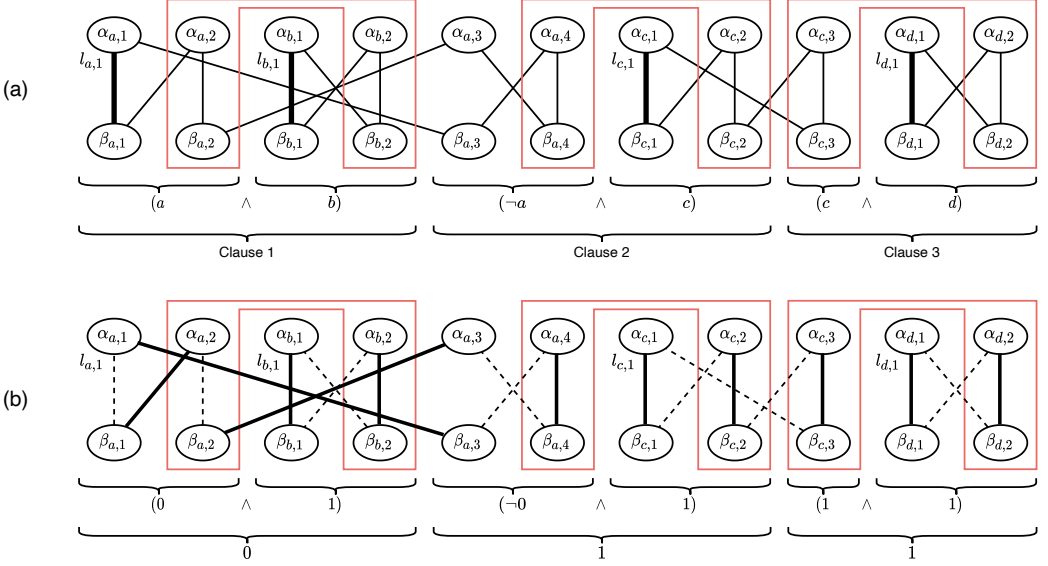 α_{a,1} α_{a,2} α_{b,1} α_{b,2} α_{a,3} α_{a,4} α_{c,1} α_{c,2} α_{c,3} α_{d,1} α_{d,2}
l_{a,1} l_{b,1} l_{c,1} l_{d,1}
(a)
β_{a,1} β_{a,2} β_{b,1} β_{b,2} β_{a,3} β_{a,4} β_{c,1} β_{c,2} β_{c,3} β_{d,1} β_{d,2}
(a ∧ b) (¬a ∧ c) (c ∧ d)
Clause 1 Clause 2 Clause 3
α_{a,1} α_{a,2} α_{b,1} α_{b,2} α_{a,3} α_{a,4} α_{c,1} α_{c,2} α_{c,3} α_{d,1} α_{d,2}
l_{a,1} l_{b,1} l_{c,1} l_{d,1}
(b)
β_{a,1} β_{a,2} β_{b,1} β_{b,2} β_{a,3} β_{a,4} β_{c,1} β_{c,2} β_{c,3} β_{d,1} β_{d,2}
(0 ∧ 1) (¬0 ∧ 1) (1 ∧ 1)
0 1 1